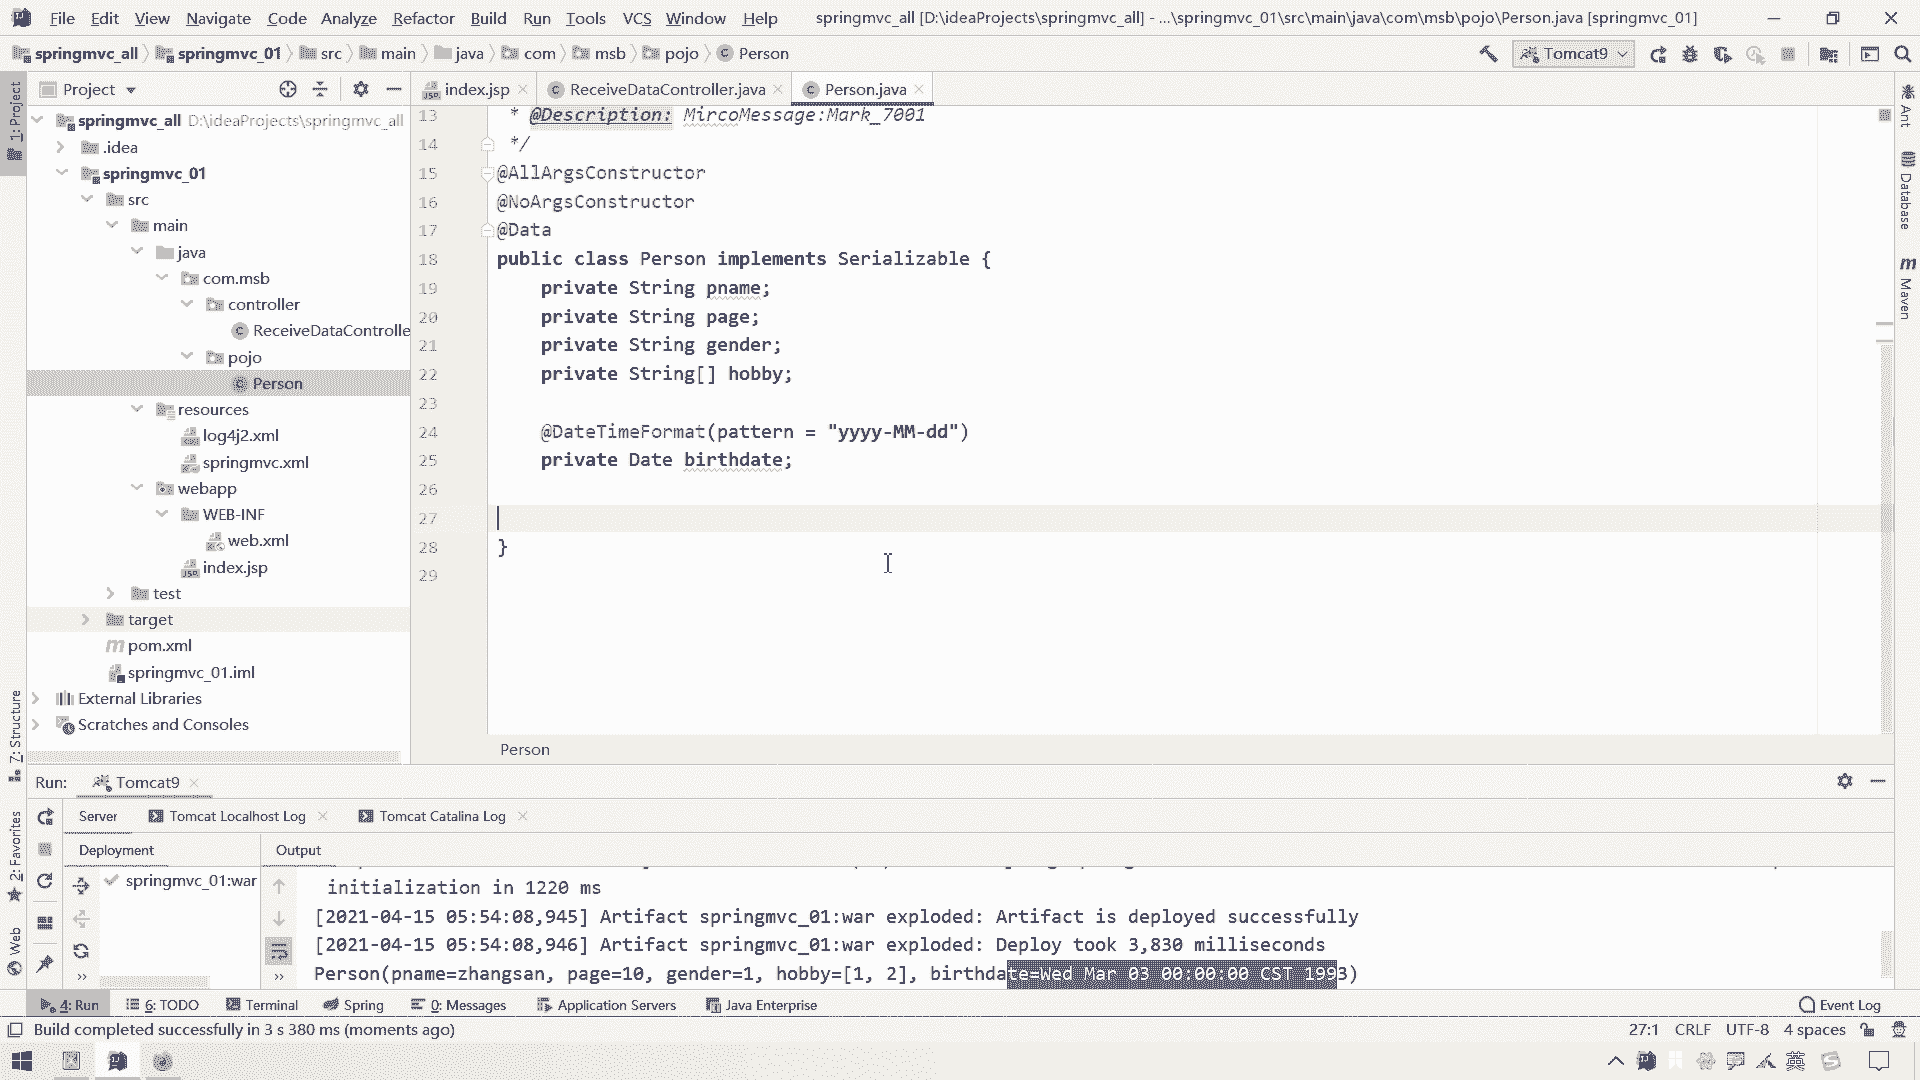 File Edit View Navigate Code Analyze Refactor Build Run Tools VCS Window Help springmvc_all [D:\ideaProjects\springmvc_all] - ...\springmvc_01\src\main\java\com\msb\pojo\Person.java [springmvc_01]
springmvc_all springmvc_01 src main java com msb pojo Person Tomcat9
Project index.jsp ReceiveDataController.java Person.java
1: Project
springmvc_all D:\ideaProjects\springmvc_all
.idea
springmvc_01
src
main
java
com.msb
controller
ReceiveDataControlle
pojo
Person
resources
log4j2.xml
springmvc.xml
webapp
WEB-INF
web.xml
index.jsp
test
target
pom.xml
springmvc_01.iml
External Libraries
Scratches and Consoles
13 * @Description: MircoMessage:Mark_7001
14 */
15 @AllArgsConstructor
16 @NoArgsConstructor
17 @Data
18 public class Person implements Serializable {
19 private String pname;
20 private String page;
21 private String gender;
22 private String[] hobby;
23
24 @DateTimeFormat(pattern = "yyyy-MM-dd")
25 private Date birthdate;
26
27
28 }
29
Person
Ant
Database
Maven
Z: Structure
2: Favorites
Web
Run: Tomcat9
Server Tomcat Localhost Log Tomcat Catalina Log
Deployment Output
springmvc_01:war
initialization in 1220 ms
[2021-04-15 05:54:08,945] Artifact springmvc_01:war exploded: Artifact is deployed successfully
[2021-04-15 05:54:08,946] Artifact springmvc_01:war exploded: Deploy took 3,830 milliseconds
Person(pname=zhangsan, page=10, gender=1, hobby=[1, 2], birthdate=Wed Mar 03 00:00:00 CST 1993)
4: Run 6: TODO Terminal Spring 0: Messages Application Servers Java Enterprise Event Log
Build completed successfully in 3 s 380 ms (moments ago) 27:1 CRLF UTF-8 4 spaces
英